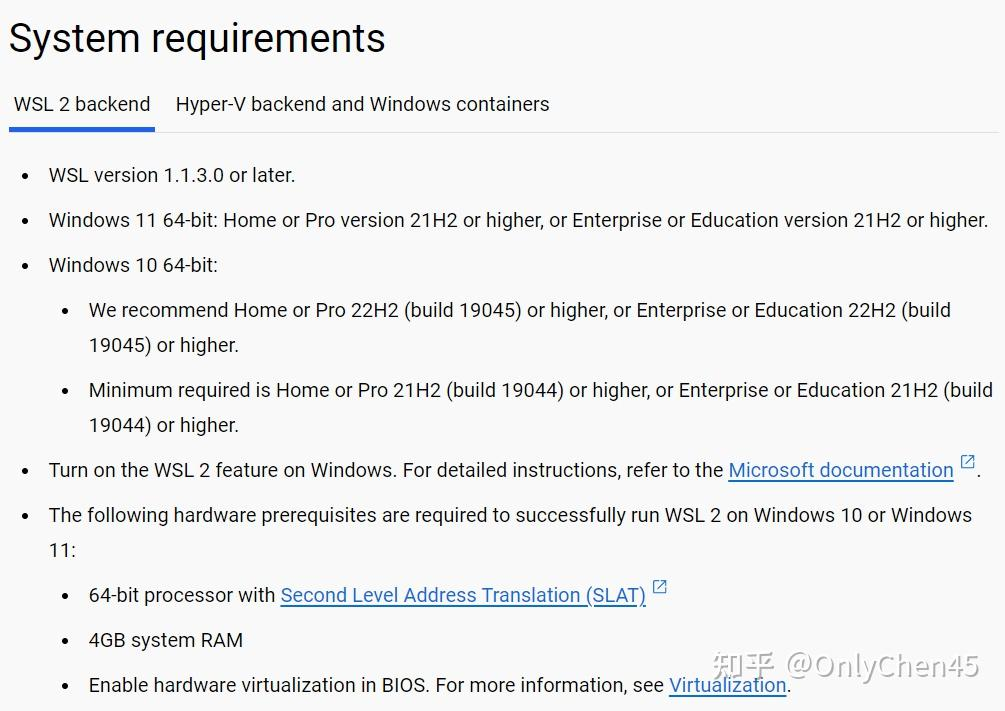 System requirements
WSL 2 backend Hyper-V backend and Windows containers
• WSL version 1.1.3.0 or later.
• Windows 11 64-bit: Home or Pro version 21H2 or higher, or Enterprise or Education version 21H2 or higher.
• Windows 10 64-bit:
• We recommend Home or Pro 22H2 (build 19045) or higher, or Enterprise or Education 22H2 (build
19045) or higher.
• Minimum required is Home or Pro 21H2 (build 19044) or higher, or Enterprise or Education 21H2 (build
19044) or higher.
• Turn on the WSL 2 feature on Windows. For detailed instructions, refer to the Microsoft documentation.
• The following hardware prerequisites are required to successfully run WSL 2 on Windows 10 or Windows
11:
• 64-bit processor with Second Level Address Translation (SLAT)
• 4GB system RAM
• Enable hardware virtualization in BIOS. For more information, see Virtualization.
知乎 @OnlyChen45